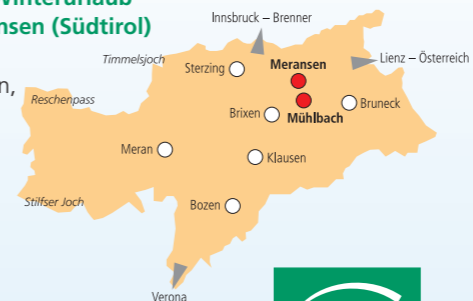 Innsbruck – Brenner
nsen (Südtirol)
Timmelsjoch
Lienz – Österreich
Sterzing
Meransen
Reschenpass
Bruneck
Brixen
Mühlbach
Meran
Klausen
Stilfser Joch
Bozen
Verona